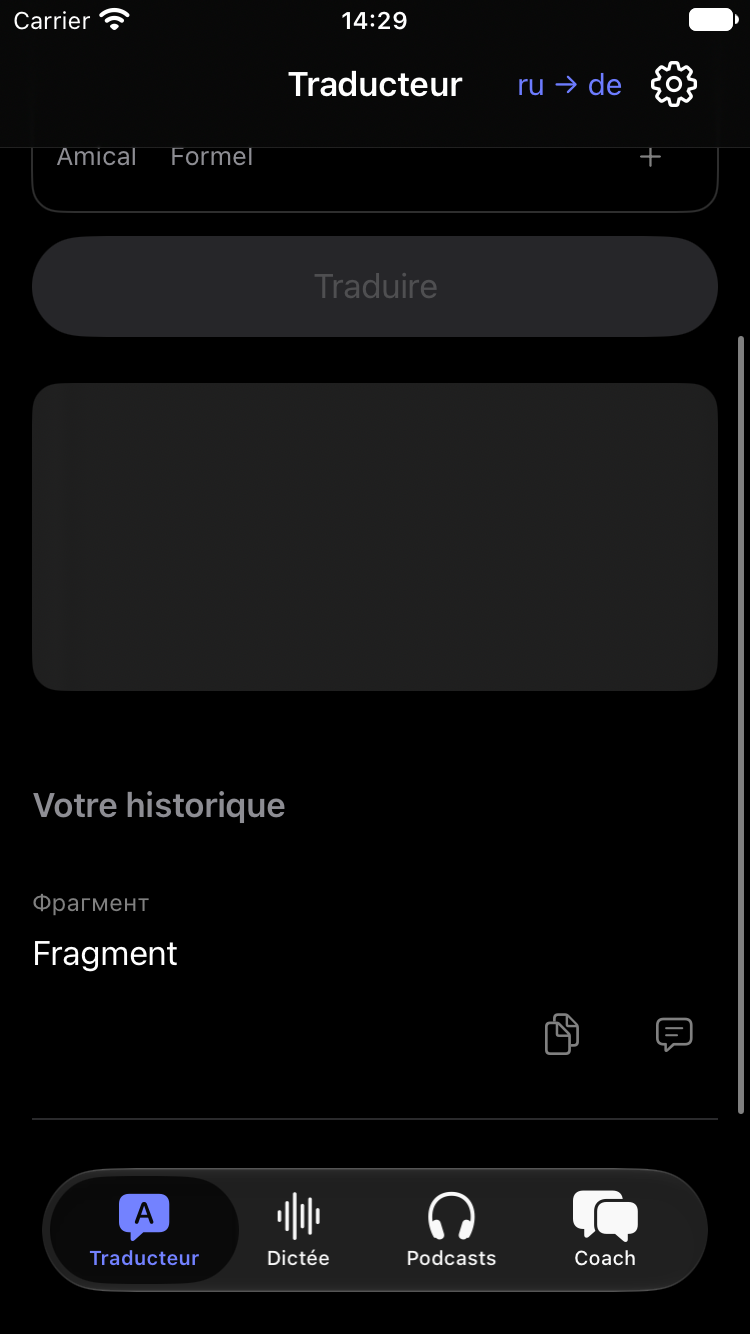 Carrier 14:29
Traducteur ru → de
Amical Formel +
Traduire
Votre historique
Фрагмент
Fragment
A
Traducteur Dictée Podcasts Coach